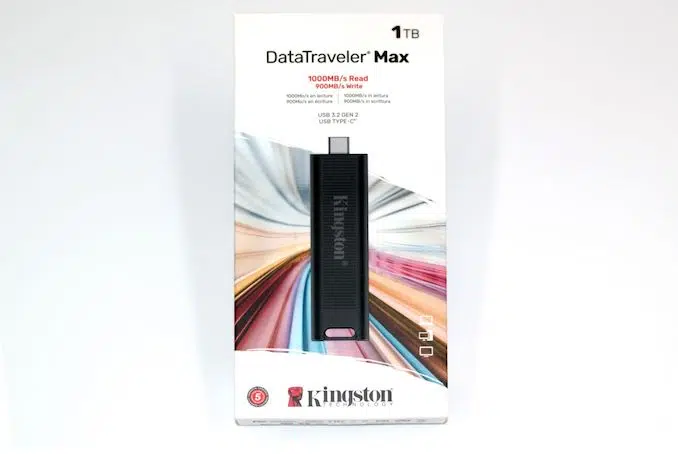 1TB
DataTraveler® Max
1000MB/s Read
900MB/s Write
1000Mo/s en lecture
900Mo/s en écriture
1000MB/s in lettura
900MB/s in scrittura
USB 3.2 GEN 2
USB TYPE-C®
Kingston®
5
Kingston
TECHNOLOGY